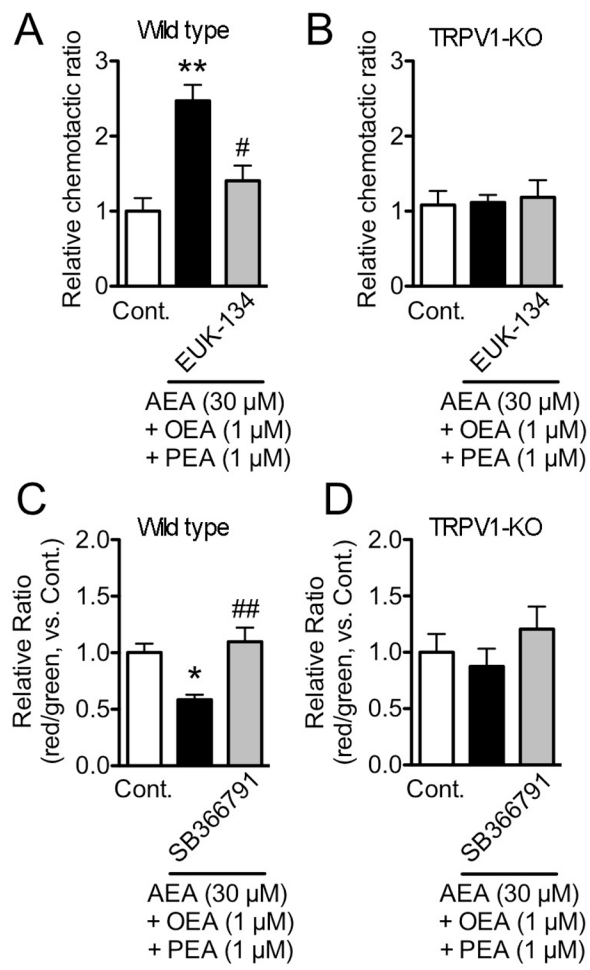 A
Wild type
Relative chemotactic ratio
3
2
1
0
**
#
Cont.
EUK-134
AEA (30 µM)
+ OEA (1 µM)
+ PEA (1 µM)
B
TRPV1-KO
Relative chemotactic ratio
3
2
1
0
Cont.
EUK-134
AEA (30 µM)
+ OEA (1 µM)
+ PEA (1 µM)
C
Wild type
Relative Ratio
(red/green, vs. Cont.)
2.0
1.5
1.0
0.5
0.0
*
##
Cont.
SB366791
AEA (30 µM)
+ OEA (1 µM)
+ PEA (1 µM)
D
TRPV1-KO
Relative Ratio
(red/green, vs. Cont.)
2.0
1.5
1.0
0.5
0.0
Cont.
SB366791
AEA (30 µM)
+ OEA (1 µM)
+ PEA (1 µM)